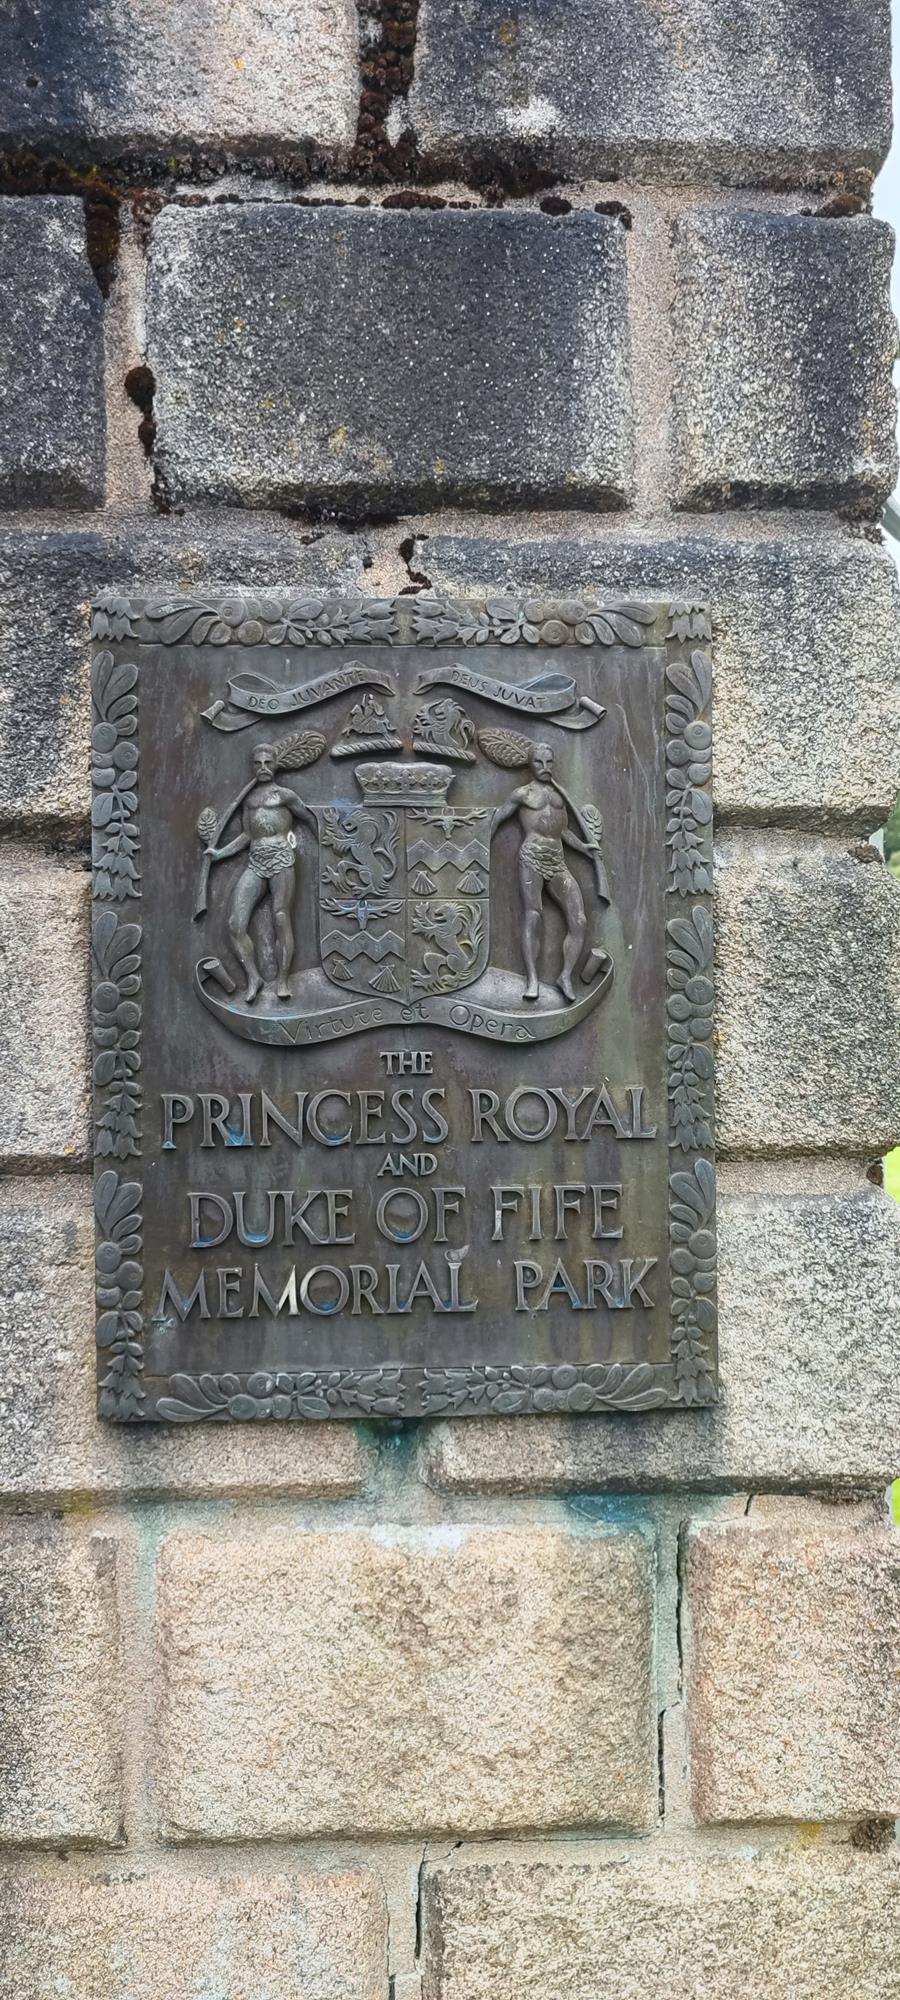 DEO JUVANTE
DEUS JUVAT
Virtute et Opera
THE
PRINCESS ROYAL
AND
DUKE OF FIFE
MEMORIAL PARK